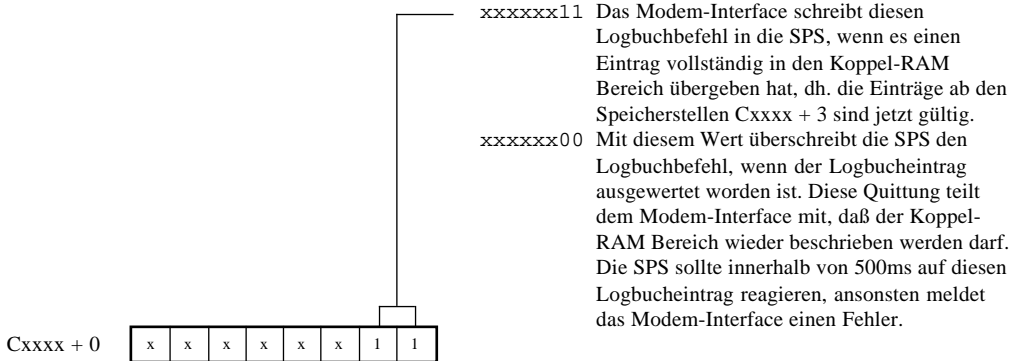 xxxxxx11 Das Modem-Interface schreibt diesen
Logbuchbefehl in die SPS, wenn es einen
Eintrag vollständig in den Koppel-RAM
Bereich übergeben hat, dh. die Einträge ab den
Speicherstellen Cxxxx + 3 sind jetzt gültig.
xxxxxx00 Mit diesem Wert überschreibt die SPS den
Logbuchbefehl, wenn der Logbucheintrag
ausgewertet worden ist. Diese Quittung teilt
dem Modem-Interface mit, daß der Koppel-
RAM Bereich wieder beschrieben werden darf.
Die SPS sollte innerhalb von 500ms auf diesen
Logbucheintrag reagieren, ansonsten meldet
das Modem-Interface einen Fehler.
Cxxxx + 0 x x x x x x 1 1